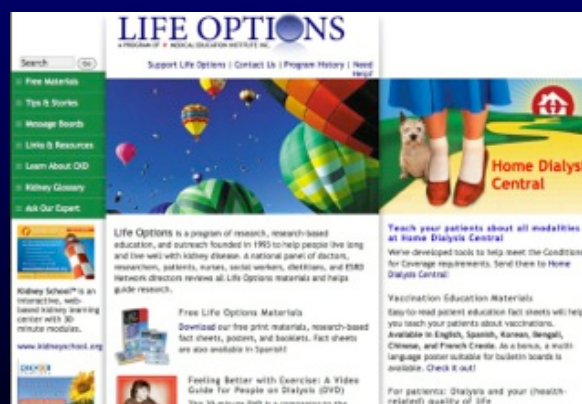 LIFE OPTIONS
A PROGRAM OF MEDICAL EDUCATION INSTITUTE INC.
Search Go
Support Life Options | Contact Us | Program History | Need
Help?
Free Materials
Tips & Stories
Message Boards
Links & Resources
Learn About CKD
Kidney Glossary
Ask Our Expert
Kidney School™ is an
interactive, web-
based kidney learning
center with 30
minute modules.
www.kidneyschool.org
Life Options is a program of research, research-based
education, and outreach founded in 1993 to help people live long
and live well with kidney disease. A national panel of doctors,
researchers, patients, nurses, social workers, dietitians, and ESRD
Network directors reviews all Life Options materials and helps
guide research.
Free Life Options Materials
Download our free print materials, research-based
fact sheets, posters, and booklets. Fact sheets
are also available in Spanish!
Feeling Better with Exercise: A Video
Guide for People on Dialysis (DVD)
This 30-minute DVD is a companion to the
Home Dialysis
Central
Teach your patients about all modalities
at Home Dialysis Central
We've developed tools to help meet the Conditions
for Coverage requirements. Send them to Home
Dialysis Central!
Vaccination Education Materials
Easy-to-read patient education fact sheets will help
you teach your patients about vaccinations.
Available in English, Spanish, Korean, Bengali,
Chinese, and French Creole. As a bonus, a multi-
language poster suitable for bulletin boards is
available. Check it out!
For patients: Dialysis and your (health-
related) quality of life